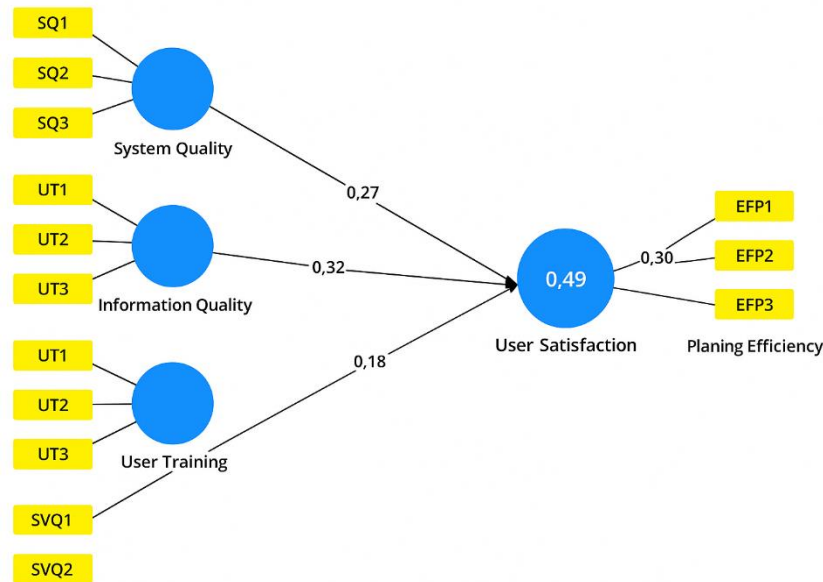 SQ1
SQ2
SQ3
System Quality
0,27
UT1
UT2
UT3
Information Quality
0,32
UT1
UT2
UT3
User Training
0,18
SVQ1
SVQ2
0,49
User Satisfaction
0,30
EFP1
EFP2
EFP3
Planing Efficiency